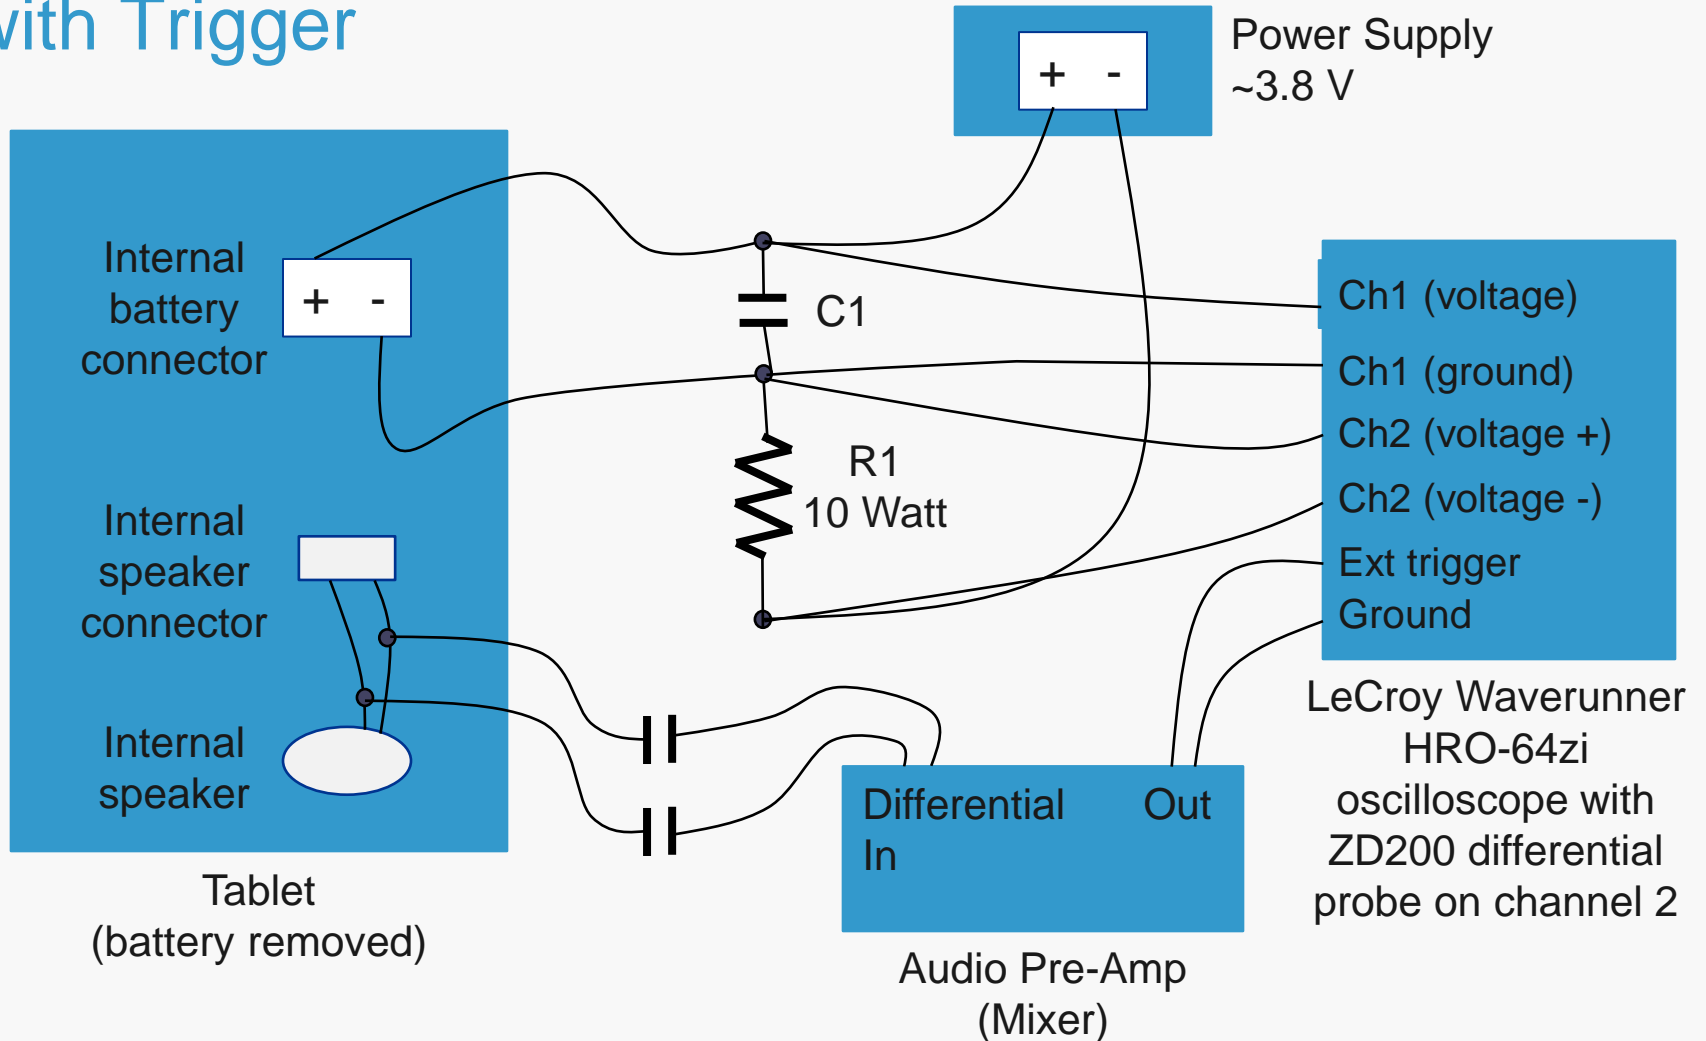 with Trigger
Power Supply
~3.8 V
+ -
Internal
battery
connector
+ -
C1
R1
10 Watt
Ch1 (voltage)
Ch1 (ground)
Ch2 (voltage +)
Ch2 (voltage -)
Ext trigger
Ground
Internal
speaker
connector
Internal
speaker
Tablet
(battery removed)
Differential
In
Out
Audio Pre-Amp
(Mixer)
LeCroy Waverunner
HRO-64zi
oscilloscope with
ZD200 differential
probe on channel 2